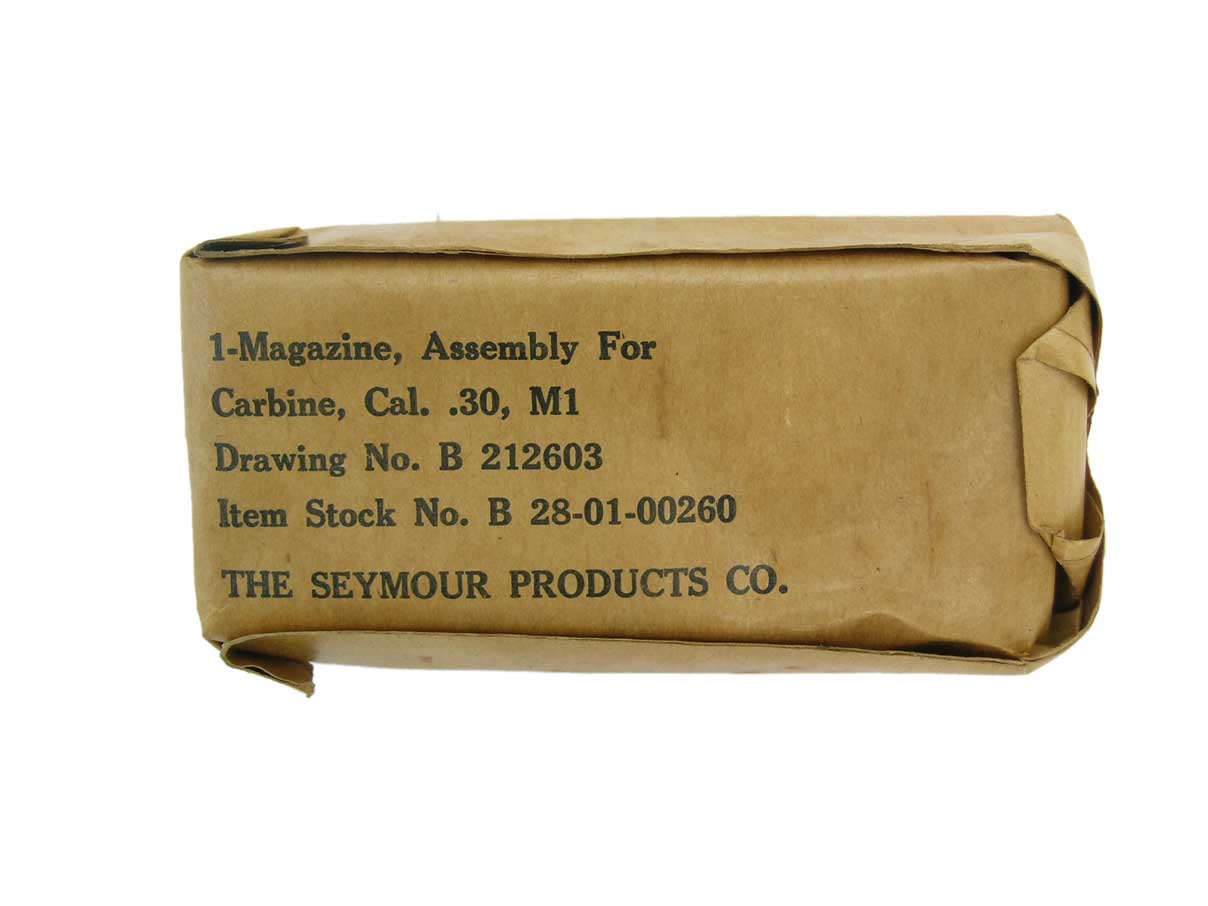 1-Magazine, Assembly For
Carbine, Cal. .30, M1
Drawing No. B 212603
Item Stock No. B 28-01-00260
THE SEYMOUR PRODUCTS CO.